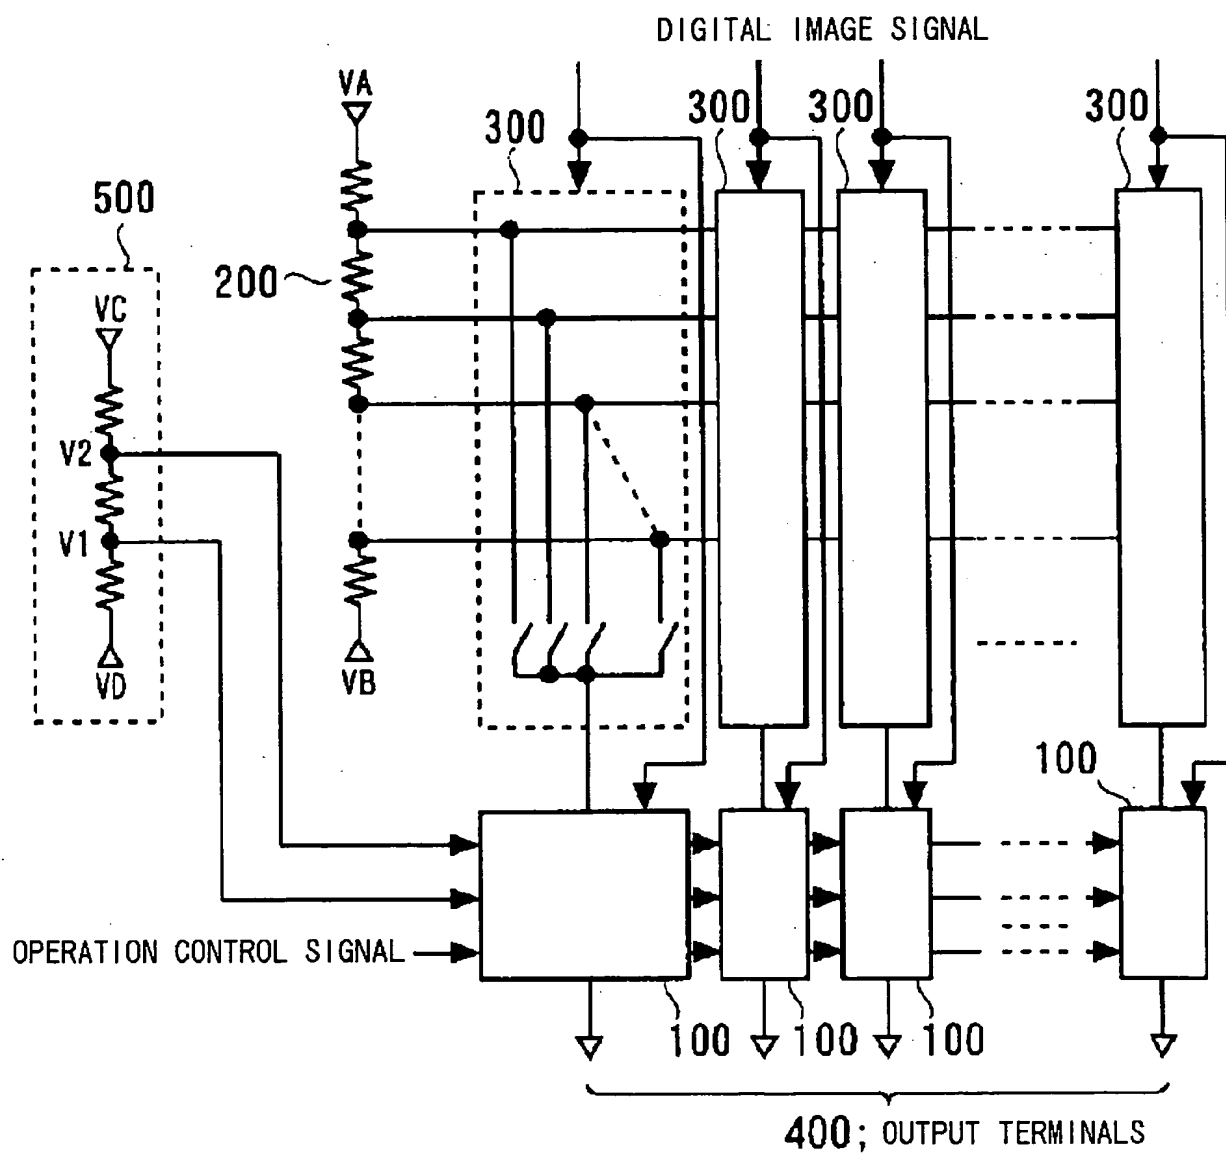 DIGITAL IMAGE SIGNAL
VA
300
300
300
300
500
200
VC
V2
V1
VD
VB
100
OPERATION CONTROL SIGNAL
100
100
100
400; OUTPUT TERMINALS